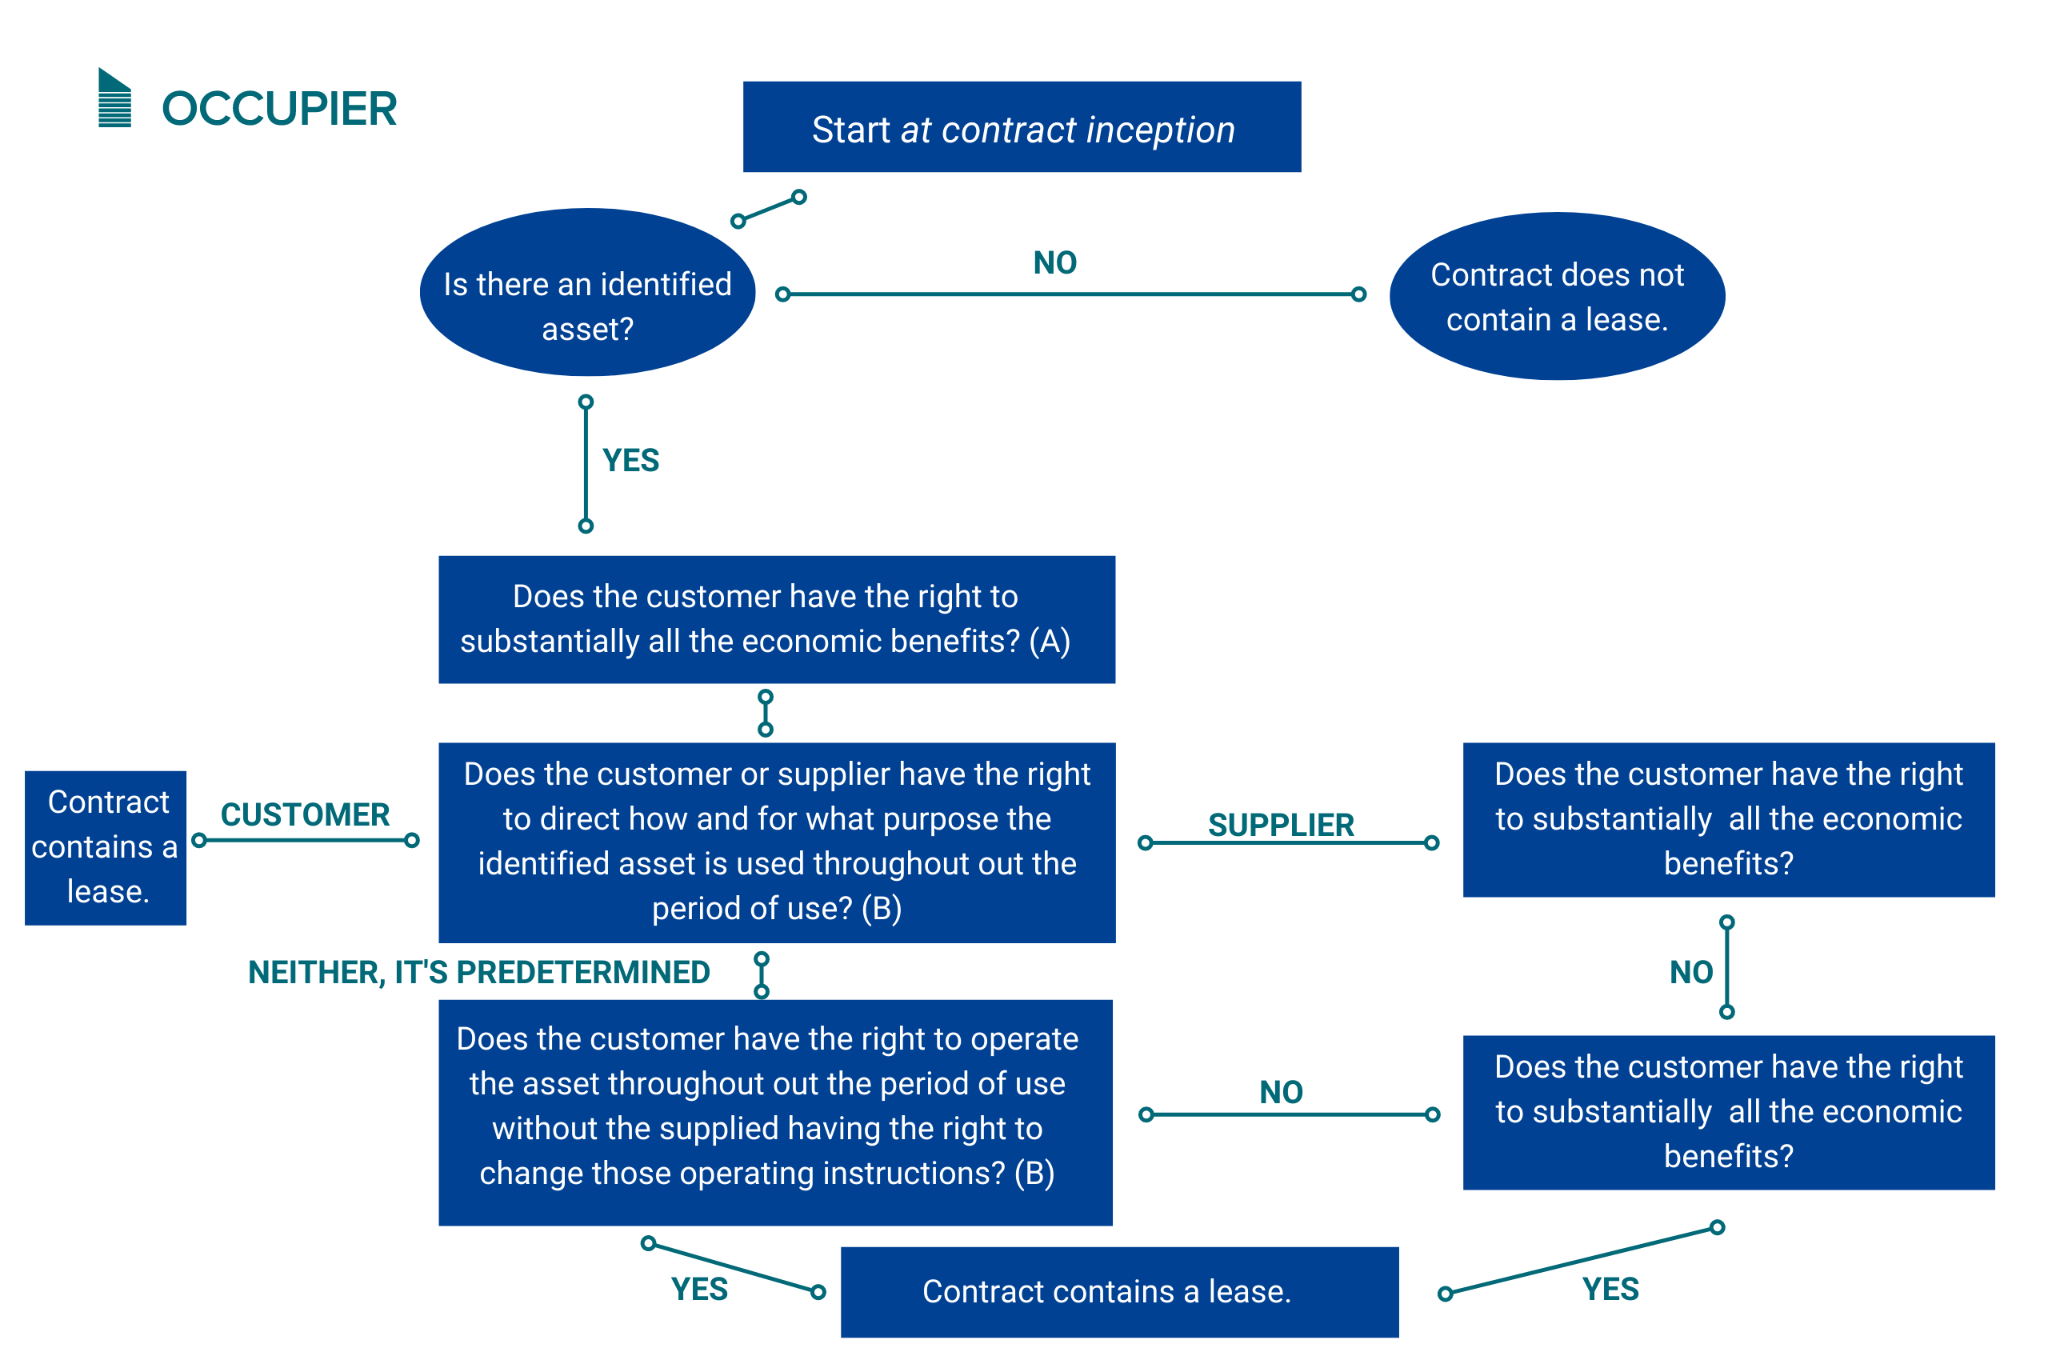 OCCUPIER
Start at contract inception
Is there an identified
asset?
NO
Contract does not
contain a lease.
YES
Does the customer have the right to
substantially all the economic benefits? (A)
Contract
contains a
lease.
CUSTOMER
Does the customer or supplier have the right
to direct how and for what purpose the
identified asset is used throughout out the
period of use? (B)
SUPPLIER
Does the customer have the right
to substantially all the economic
benefits?
NEITHER, IT'S PREDETERMINED
NO
Does the customer have the right to operate
the asset throughout out the period of use
without the supplied having the right to
change those operating instructions? (B)
NO
Does the customer have the right
to substantially all the economic
benefits?
YES
Contract contains a lease.
YES